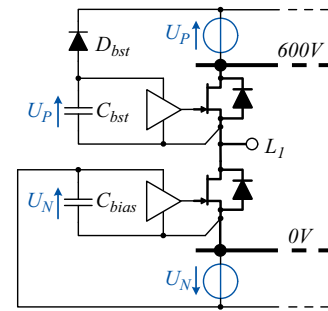 D_bst
U_P
600V
U_P
C_bst
L_1
U_N
C_bias
0V
U_N